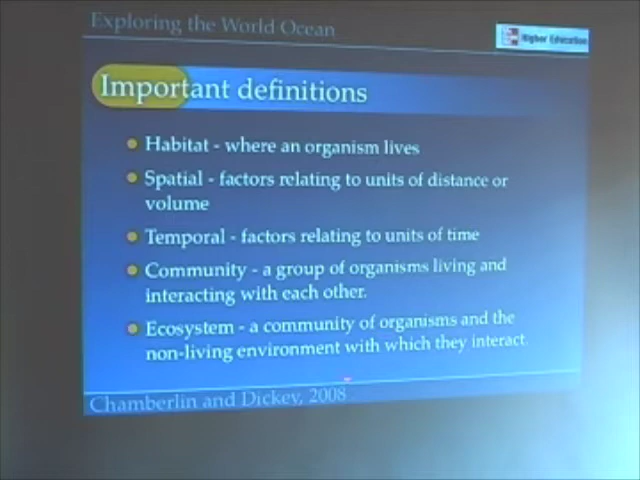 Exploring the World Ocean
Higher Education
Important definitions
Habitat - where an organism lives
Spatial - factors relating to units of distance or
volume
Temporal - factors relating to units of time
Community - a group of organisms living and
interacting with each other.
Ecosystem - a community of organisms and the
non-living environment with which they interact.
Chamberlin and Dickey, 2008